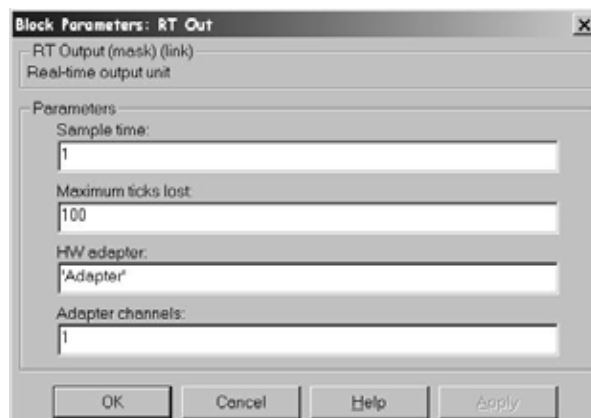 Block Parameters: RT Out
RT Output (mask) (link)
Real-time output unit
Parameters
Sample time:
1
Maximum ticks lost:
100
HW adapter:
'Adapter'
Adapter channels:
1
OK
Cancel
Help
Apply